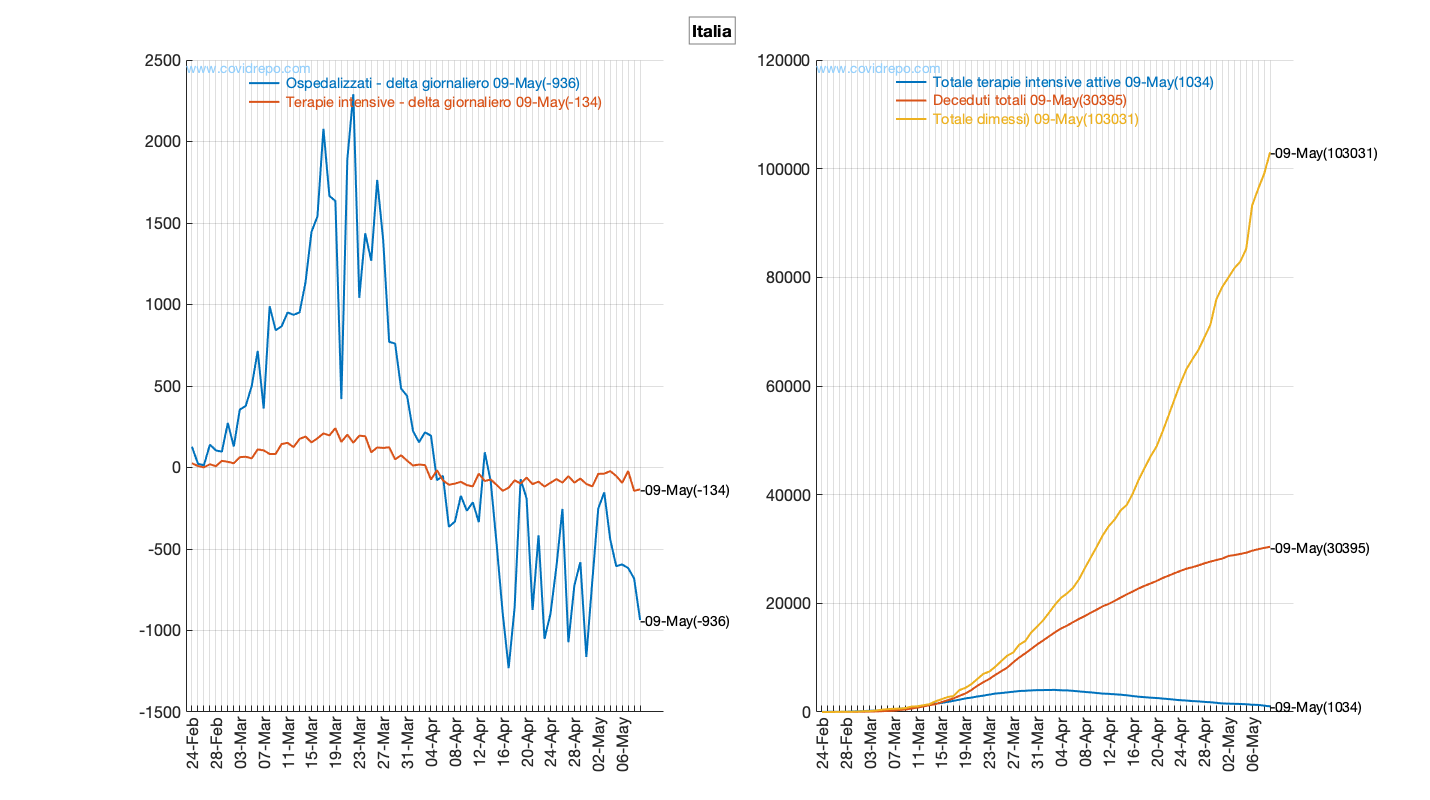 Italia
www.covidrepo.com
Ospedalizzati - delta giornaliero 09-May(-936)
Terapie intensive - delta giornaliero 09-May(-134)
2500
2000
1500
1000
500
0
-500
-1000
-1500
-09-May(-134)
-09-May(-936)
24-Feb
28-Feb
03-Mar
07-Mar
11-Mar
15-Mar
19-Mar
23-Mar
27-Mar
31-Mar
04-Apr
08-Apr
12-Apr
16-Apr
20-Apr
24-Apr
28-Apr
02-May
06-May
www.covidrepo.com
Totale terapie intensive attive 09-May(1034)
Deceduti totali 09-May(30395)
Totale dimessi) 09-May(103031)
120000
100000
80000
60000
40000
20000
0
-09-May(103031)
-09-May(30395)
-09-May(1034)
24-Feb
28-Feb
03-Mar
07-Mar
11-Mar
15-Mar
19-Mar
23-Mar
27-Mar
31-Mar
04-Apr
08-Apr
12-Apr
16-Apr
20-Apr
24-Apr
28-Apr
02-May
06-May